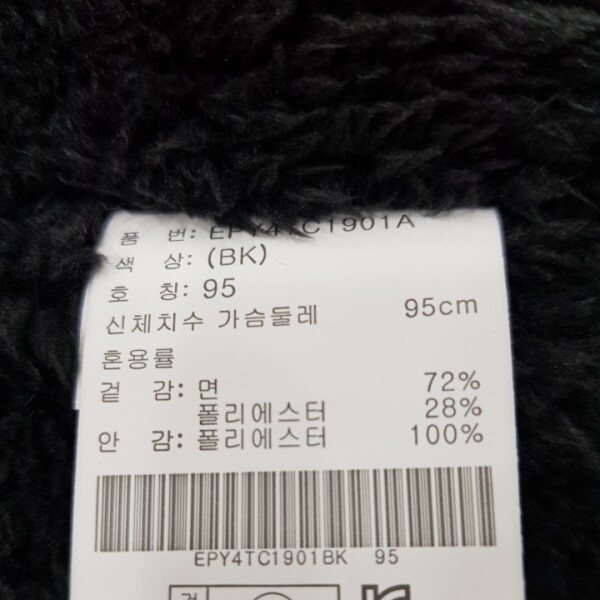 품 번: EPY4TC1901A
색 상: (BK)
호 칭: 95
신체치수 가슴둘레 95cm
혼용률
겉 감: 면 72%
폴리에스터 28%
안 감: 폴리에스터 100%
EPY4TC1901BK 95